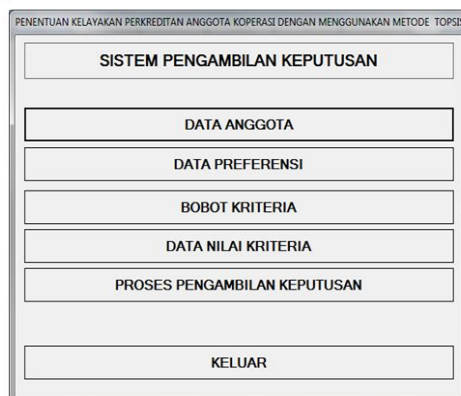 PENENTUAN KELAYAKAN PERKREDITAN ANGGOTA KOPERASI DENGAN MENGGUNAKAN METODE TOPSIS
SISTEM PENGAMBILAN KEPUTUSAN
DATA ANGGOTA
DATA PREFERENSI
BOBOT KRITERIA
DATA NILAI KRITERIA
PROSES PENGAMBILAN KEPUTUSAN
KELUAR